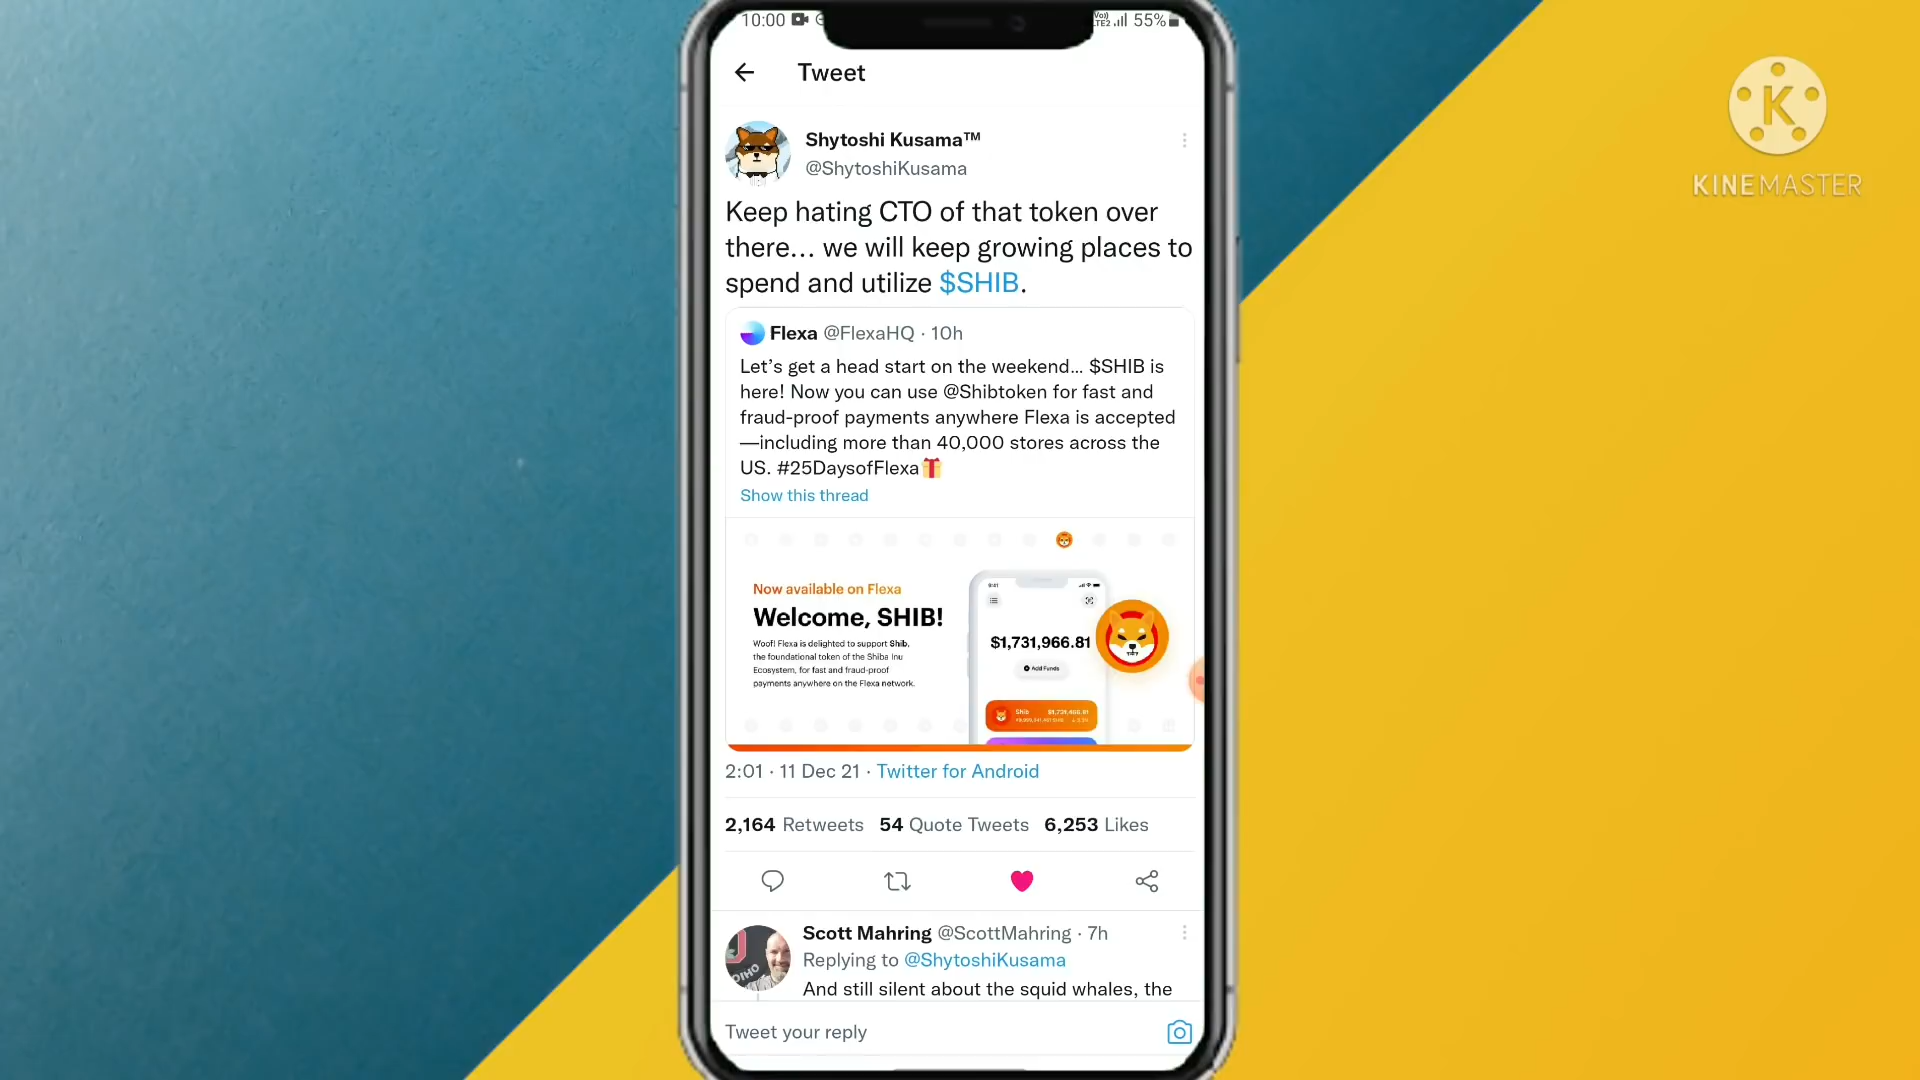 10:00
55%
Tweet
Shytoshi Kusama™
@ShytoshiKusama
Keep hating CTO of that token over
there... we will keep growing places to
spend and utilize $SHIB.
Flexa @FlexaHQ · 10h
Let's get a head start on the weekend... $SHIB is
here! Now you can use @Shibtoken for fast and
fraud-proof payments anywhere Flexa is accepted
—including more than 40,000 stores across the
US. #25DaysofFlexa
Show this thread
Now available on Flexa
Welcome, SHIB!
Woof! Flexa is delighted to support Shib,
the foundational token of the Shiba Inu
Ecosystem, for fast and fraud-proof
payments anywhere on the Flexa network.
9:41
$1,731,966.81
Add Funds
Shib
2:01 · 11 Dec 21 · Twitter for Android
2,164 Retweets 54 Quote Tweets 6,253 Likes
Scott Mahring @ScottMahring · 7h
Replying to @ShytoshiKusama
And still silent about the squid whales, the
Tweet your reply
K
KINEMASTER